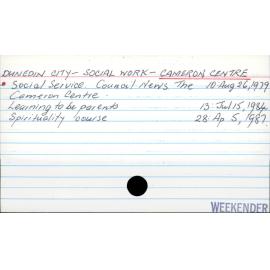 DUNEDIN CITY - SOCIAL WORK - CAMERON CENTRE
Social Service Council News The 10: Aug 26, 1979
Cameron Centre.
Learning to be parents 13: Jul 15, 1984
Spirituality course 28: Ap 5, 1987
WEEKENDER